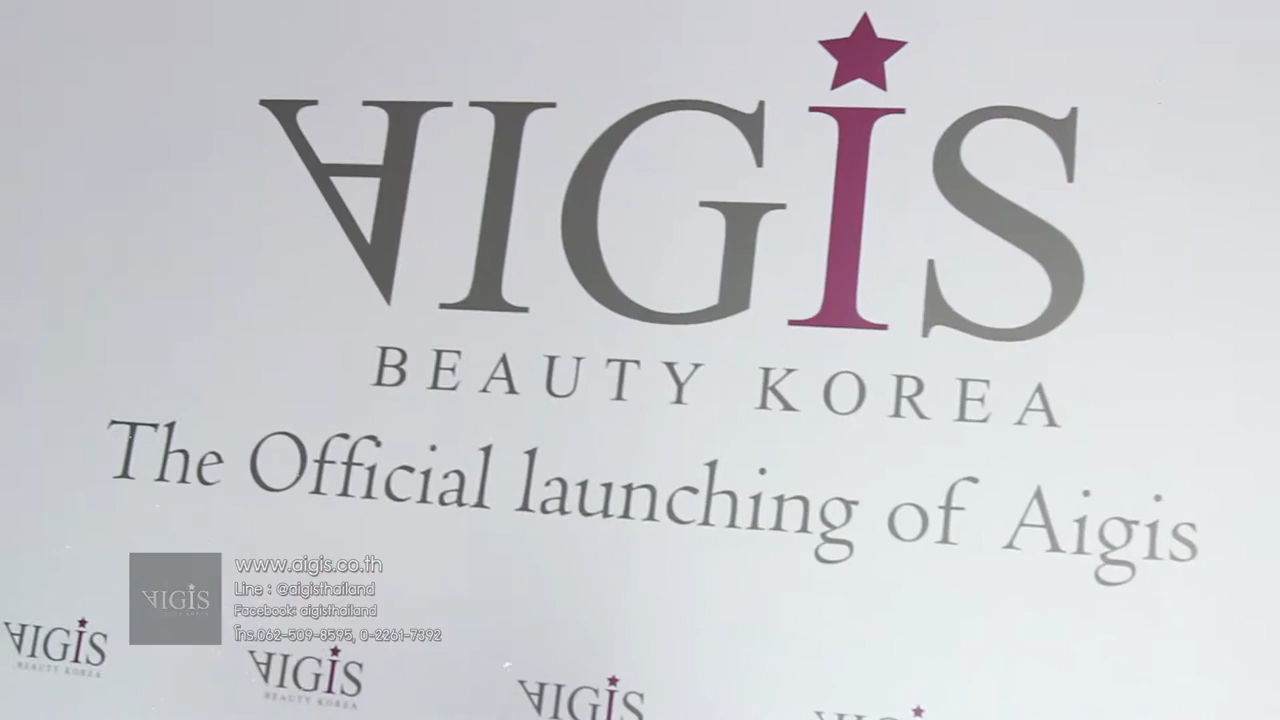 AIGIS
BEAUTY KOREA
The Official launching of Aigis
AIGIS
www.aigis.co.th
Line : @aigisthailand
Facebook: aigisthailand
โทร.062-509-8595, 0-2261-7392
AIGIS
BEAUTY KOREA
AIGIS
BEAUTY KOREA
AIGIS